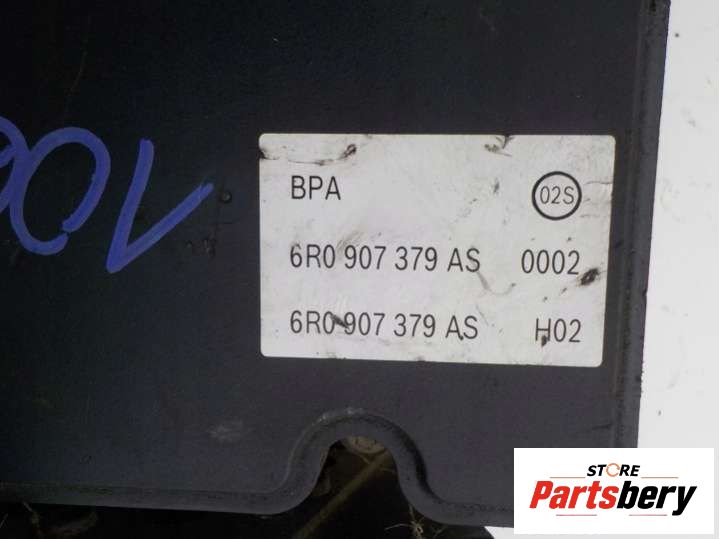 BPA 02S
6R0 907 379 AS 0002
6R0 907 379 AS H02
STORE
Partsbery